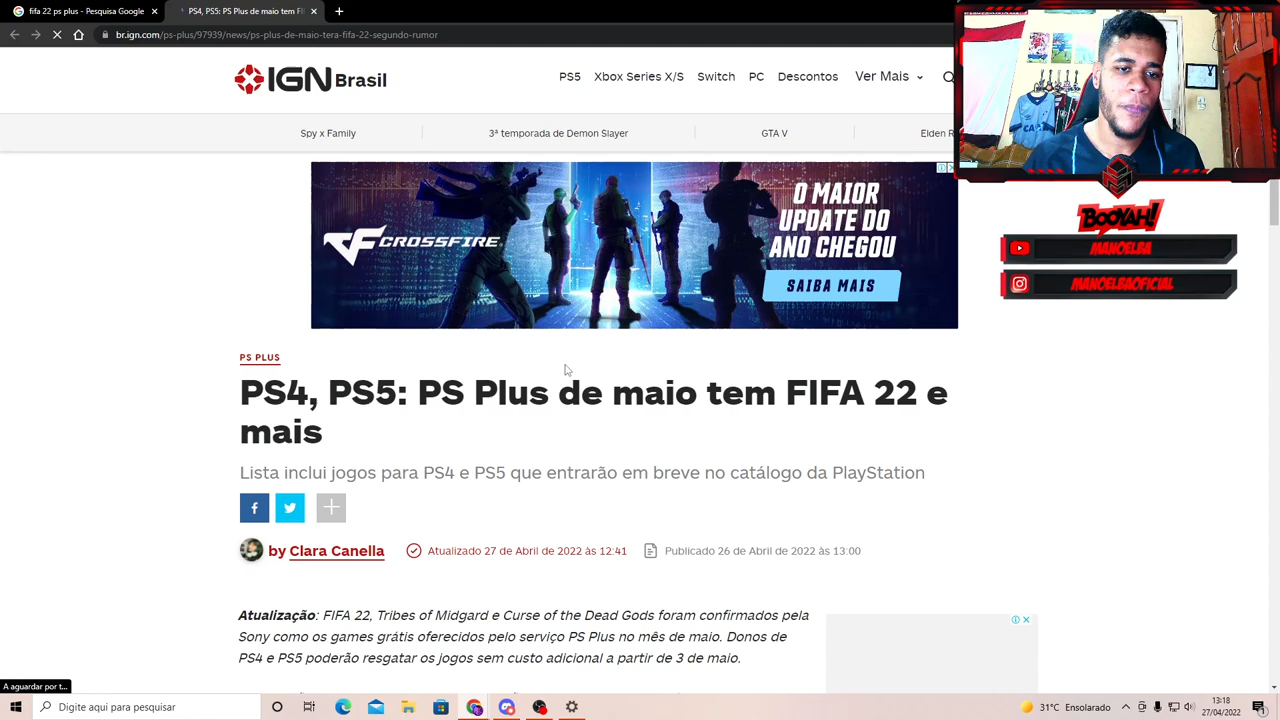 fifa 22 ps plus - Pesquisa Google
PS4, PS5: PS Plus de maio tem FI
br.ign.com/ps-plus/97939/news/ps-plus-de-maio-tera-fifa-22-segundo-rumor
IGN Brasil
PS5 Xbox Series X/S Switch PC Descontos Ver Mais
Spy x Family
3ª temporada de Demon Slayer
GTA V
Elden R
CROSSFIRE
O MAIOR
UPDATE DO
ANO CHEGOU
SAIBA MAIS
BOOYAH!
MANOELBA
MANOELBAOFICIAL
PS PLUS
PS4, PS5: PS Plus de maio tem FIFA 22 e
mais
Lista inclui jogos para PS4 e PS5 que entrarão em breve no catálogo da PlayStation
by Clara Canella
Atualizado 27 de Abril de 2022 às 12:41
Publicado 26 de Abril de 2022 às 13:00
Atualização: FIFA 22, Tribes of Midgard e Curse of the Dead Gods foram confirmados pela
Sony como os games grátis oferecidos pelo serviço PS Plus no mês de maio. Donos de
PS4 e PS5 poderão resgatar os jogos sem custo adicional a partir de 3 de maio.
A aguardar por t...
Digite aqui para pesquisar
31°C Ensolarado
13:18
27/04/2022